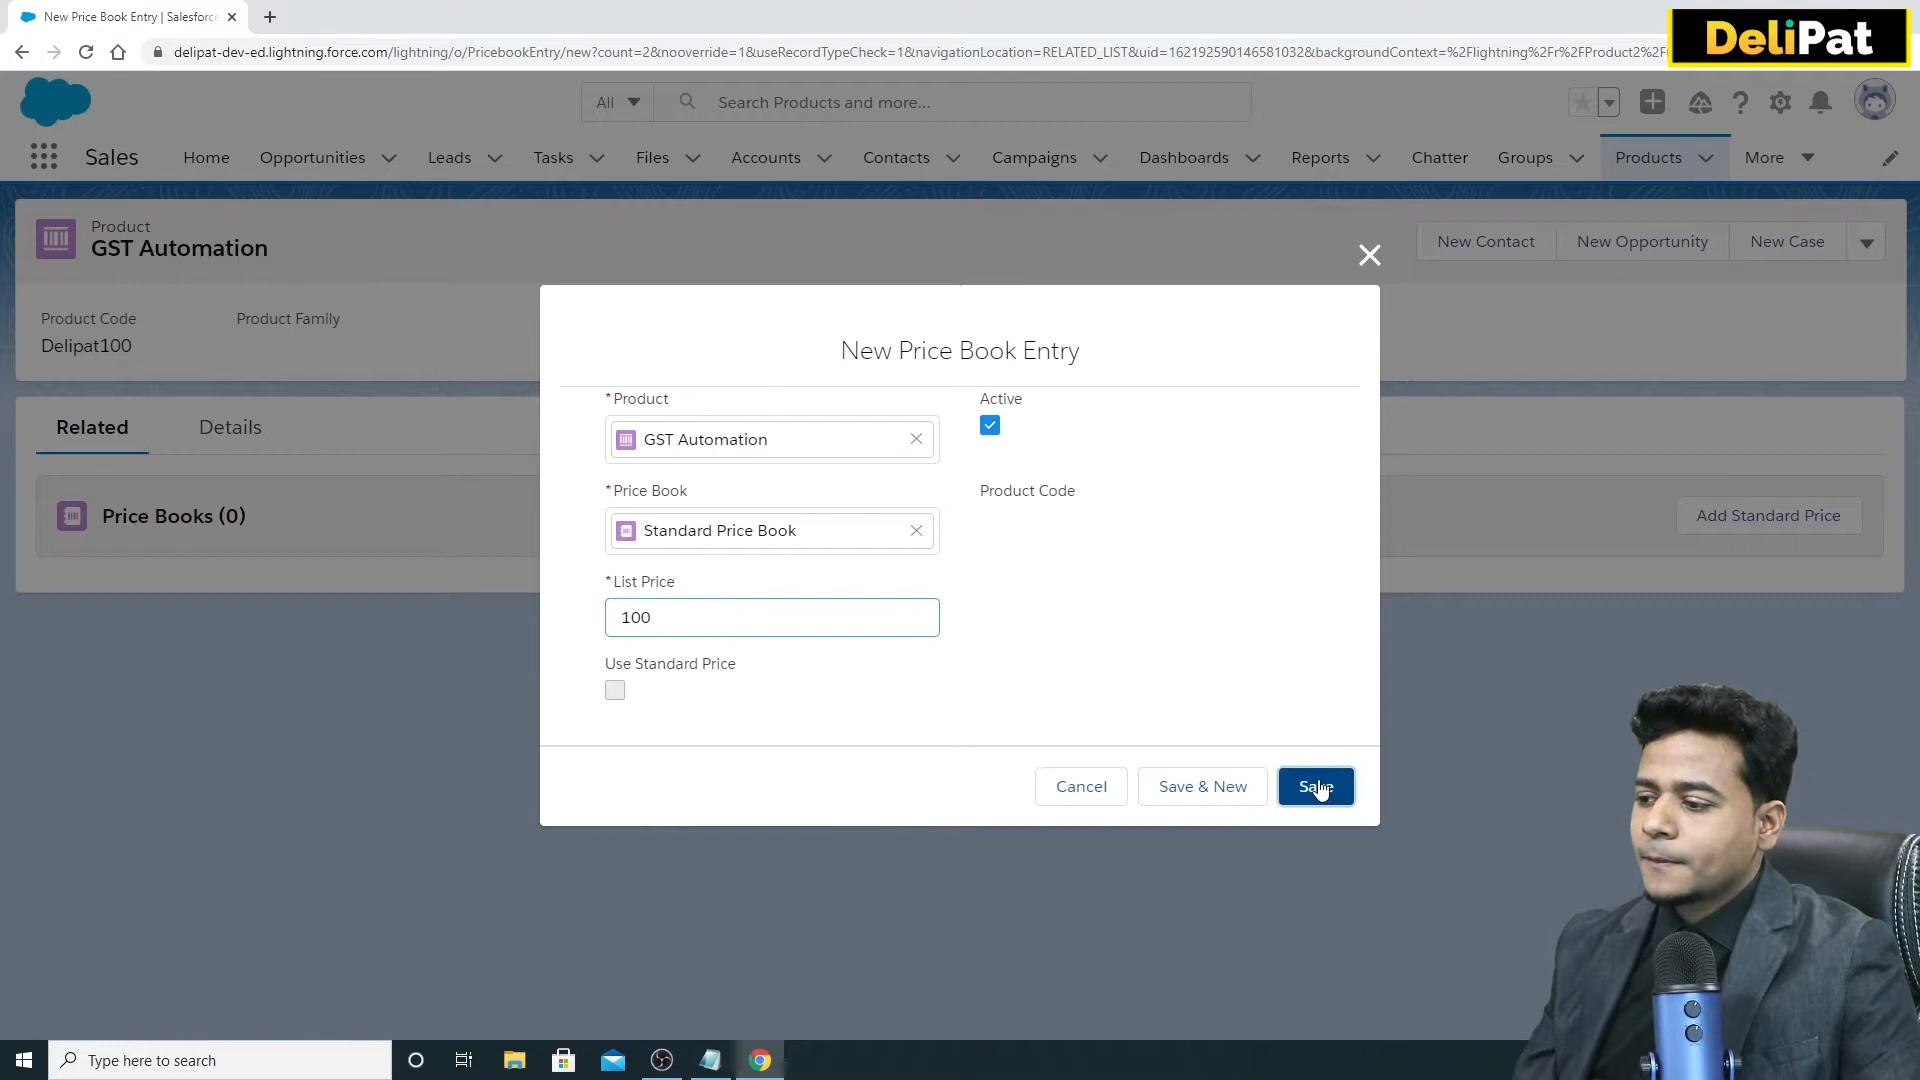 New Price Book Entry | Salesforce
DeliPat
delipat-dev-ed.lightning.force.com/lightning/o/PricebookEntry/new?count=2&nooverride=1&useRecordTypeCheck=1&navigationLocation=RELATED_LIST&uid=162192590146581032&backgroundContext=%2Flightning%2Fr%2FProduct2%2F
All
Search Products and more...
Sales
Home
Opportunities
Leads
Tasks
Files
Accounts
Contacts
Campaigns
Dashboards
Reports
Chatter
Groups
Products
More
Product
GST Automation
New Contact
New Opportunity
New Case
Product Code
Product Family
Delipat100
Related
Details
Price Books (0)
Add Standard Price
New Price Book Entry
*Product
Active
GST Automation
*Price Book
Product Code
Standard Price Book
*List Price
100
Use Standard Price
Cancel
Save & New
Save
Type here to search